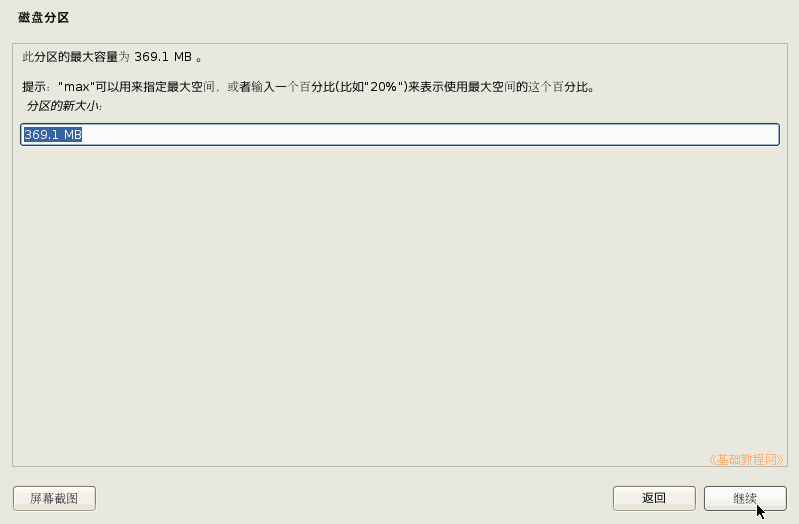 磁盘分区
此分区的最大容量为 369.1 MB 。
提示："max"可以用来指定最大空间，或者输入一个百分比(比如"20%")来表示使用最大空间的这个百分比。
分区的新大小:
369.1 MB
《基础教程网》
屏幕截图
返回
继续